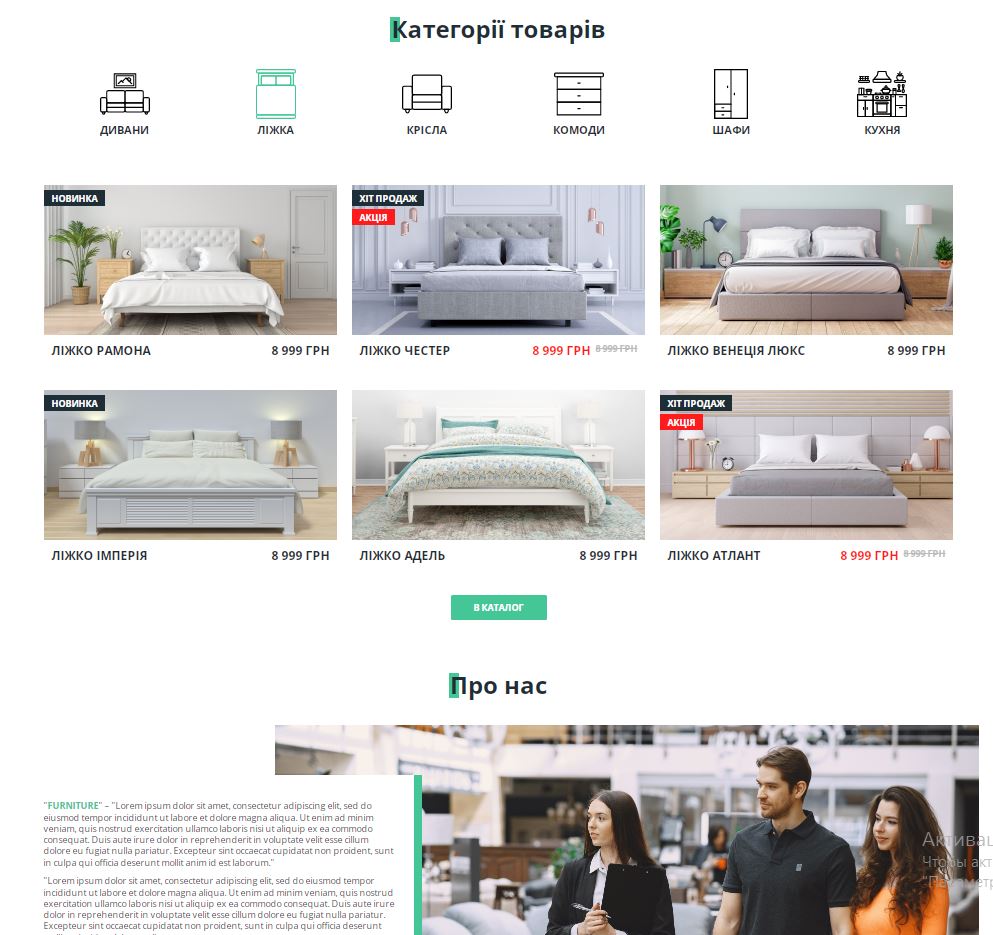 Категорії товарів
ДИВАНИ
ЛІЖКА
КРІСЛА
КОМОДИ
ШАФИ
КУХНЯ
НОВИНКА
ХІТ ПРОДАЖ
АКЦІЯ
ЛІЖКО РАМОНА 8 999 ГРН
ЛІЖКО ЧЕСТЕР 8 999 ГРН 8 999 ГРН
ЛІЖКО ВЕНЕЦІЯ ЛЮКС 8 999 ГРН
НОВИНКА
ХІТ ПРОДАЖ
АКЦІЯ
ЛІЖКО ІМПЕРІЯ 8 999 ГРН
ЛІЖКО АДЕЛЬ 8 999 ГРН
ЛІЖКО АТЛАНТ 8 999 ГРН 8 999 ГРН
В КАТАЛОГ
Про нас
"FURNITURE" – "Lorem ipsum dolor sit amet, consectetur adipiscing elit, sed do
eiusmod tempor incididunt ut labore et dolore magna aliqua. Ut enim ad minim
veniam, quis nostrud exercitation ullamco laboris nisi ut aliquip ex ea commodo
consequat. Duis aute irure dolor in reprehenderit in voluptate velit esse cillum
dolore eu fugiat nulla pariatur. Excepteur sint occaecat cupidatat non proident, sunt
in culpa qui officia deserunt mollit anim id est laborum."
"Lorem ipsum dolor sit amet, consectetur adipiscing elit, sed do eiusmod tempor
incididunt ut labore et dolore magna aliqua. Ut enim ad minim veniam, quis nostrud
exercitation ullamco laboris nisi ut aliquip ex ea commodo consequat. Duis aute irure
dolor in reprehenderit in voluptate velit esse cillum dolore eu fugiat nulla pariatur.
Excepteur sint occaecat cupidatat non proident, sunt in culpa qui officia deserunt
Чтобы